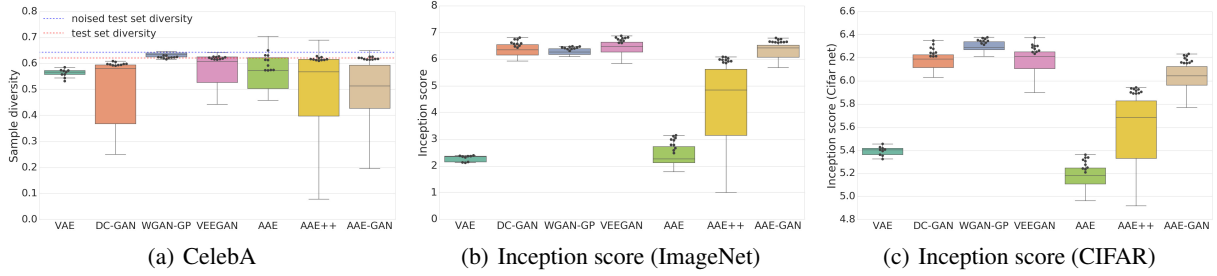 noised test set diversity
test set diversity
Sample diversity
0.8
0.7
0.6
0.5
0.4
0.3
0.2
0.1
0.0
VAE DC-GAN WGAN-GP VEEGAN AAE AAE++ AAE-GAN
(a) CelebA
Inception score
8
7
6
5
4
3
2
1
0
VAE DC-GAN WGAN-GP VEEGAN AAE AAE++ AAE-GAN
(b) Inception score (ImageNet)
Inception score (Cifar net)
6.6
6.4
6.2
6.0
5.8
5.6
5.4
5.2
5.0
4.8
VAE DC-GAN WGAN-GP VEEGAN AAE AAE++ AAE-GAN
(c) Inception score (CIFAR)